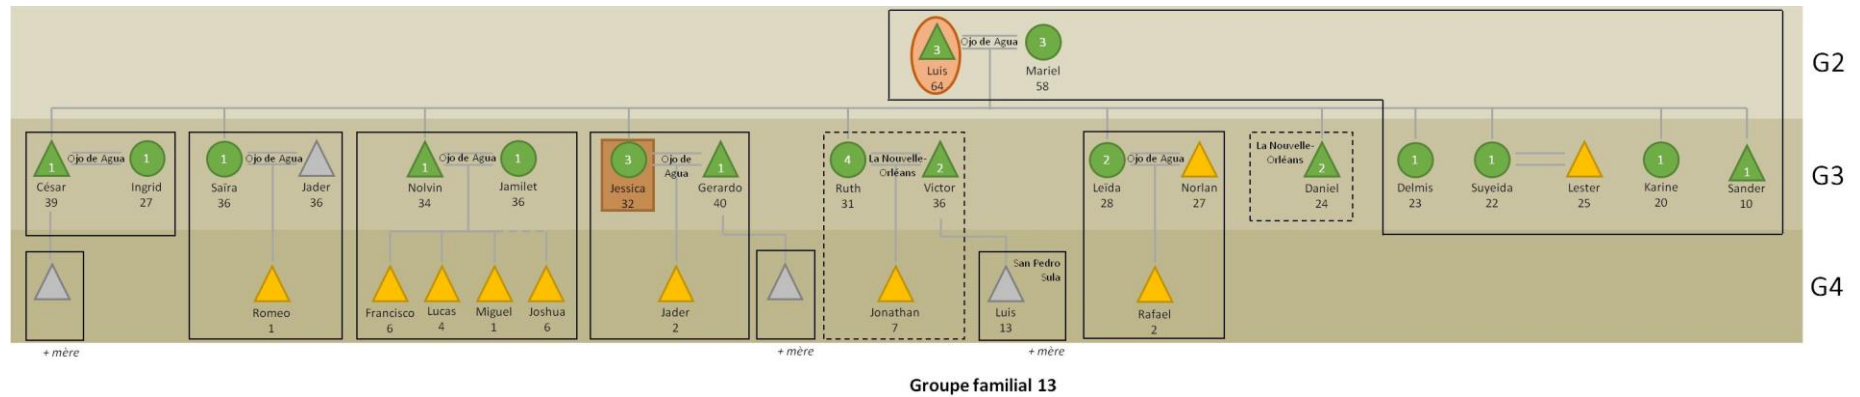 3
Ojo de Agua
3
Luis
64
Mariel
58
G2
1
Ojo de Agua
1
César
39
Ingrid
27
1
Ojo de Agua
Saïra
36
Jader
36
1
Ojo de Agua
1
Nolvin
34
Jamilet
36
3
Ojo de
Agua
1
Jessica
32
Gerardo
40
4
La Nouvelle-
Orléans
2
Ruth
31
Victor
36
2
Ojo de Agua
Leïda
28
Norlan
27
La Nouvelle-
Orléans
2
Daniel
24
1
Delmis
23
1
Suyeida
22
Lester
25
1
Karine
20
1
Sander
10
G3
Romeo
1
Francisco
6
Lucas
4
Miguel
1
Joshua
6
Jader
2
Jonathan
7
San Pedro
Sula
Luis
13
Rafael
2
G4
+ mère
+ mère
+ mère
Groupe familial 13